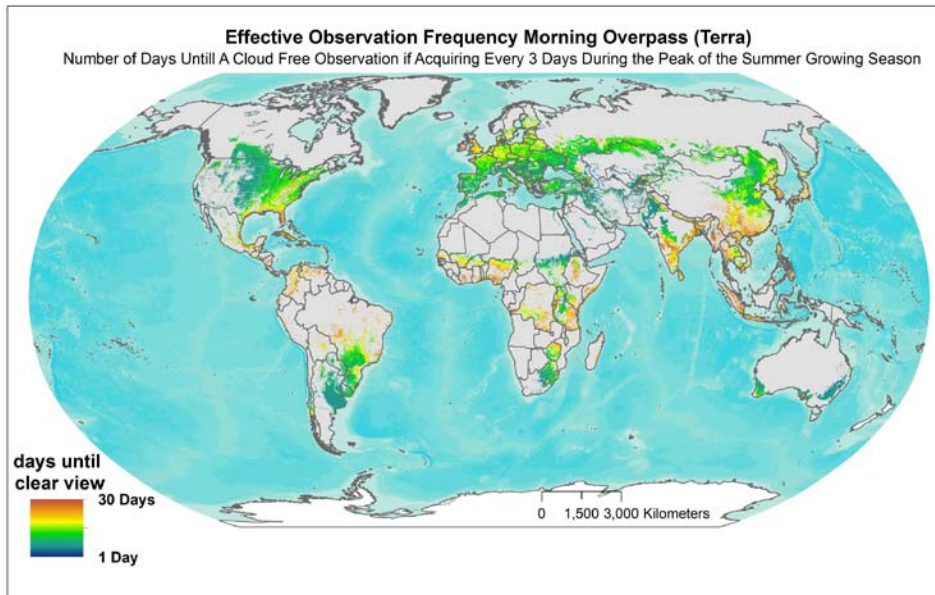 Effective Observation Frequency Morning Overpass (Terra)
Number of Days Untill A Cloud Free Observation if Acquiring Every 3 Days During the Peak of the Summer Growing Season
days until
clear view
30 Days
1 Day
0 1,500 3,000 Kilometers